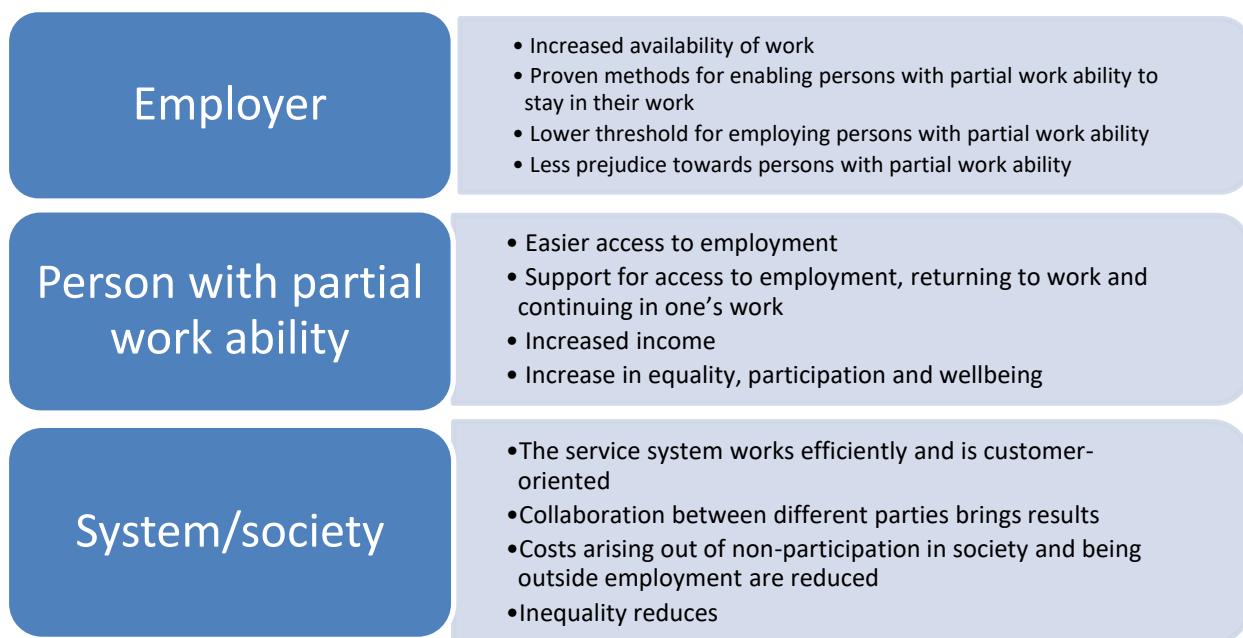 Employer
• Increased availability of work
• Proven methods for enabling persons with partial work ability to
stay in their work
• Lower threshold for employing persons with partial work ability
• Less prejudice towards persons with partial work ability
Person with partial
work ability
• Easier access to employment
• Support for access to employment, returning to work and
continuing in one’s work
• Increased income
• Increase in equality, participation and wellbeing
System/society
•The service system works efficiently and is customer-
oriented
•Collaboration between different parties brings results
•Costs arising out of non-participation in society and being
outside employment are reduced
•Inequality reduces